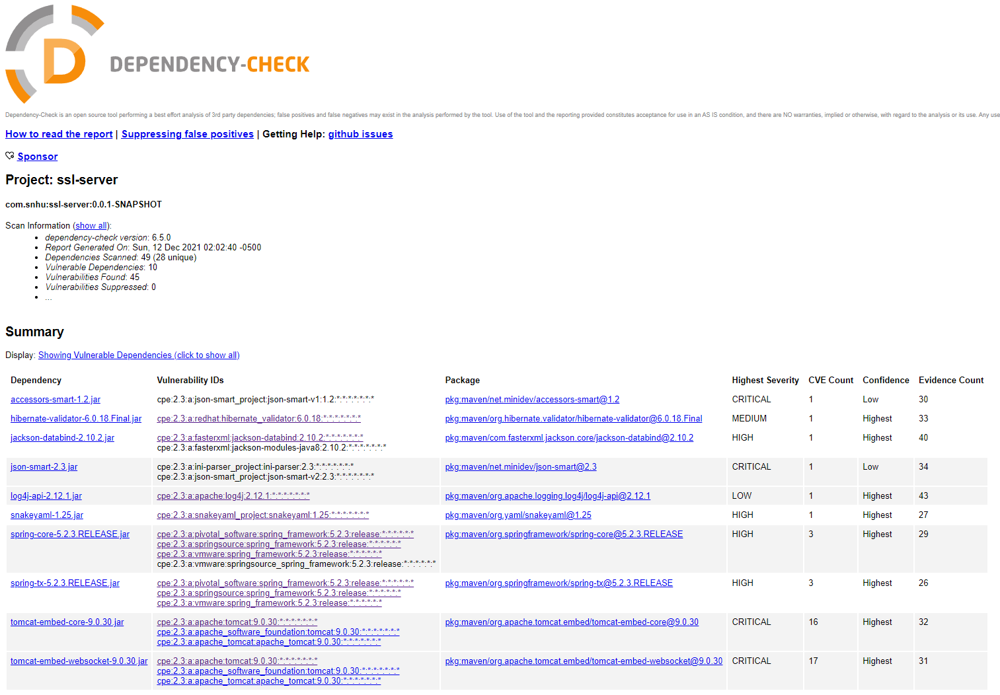 DEPENDENCY-CHECK
Dependency-Check is an open source tool performing a best effort analysis of 3rd party dependencies; false positives and false negatives may exist in the analysis performed by the tool. Use of the tool and the reporting provided constitutes acceptance for use in an AS IS condition, and there are NO warranties, implied or otherwise, with regard to the analysis or its use. Any use
How to read the report | Suppressing false positives | Getting Help: github issues
Sponsor
Project: ssl-server
com.snhu:ssl-server:0.0.1-SNAPSHOT
Scan Information (show all):
• dependency-check version: 6.5.0
• Report Generated On: Sun, 12 Dec 2021 02:02:40 -0500
• Dependencies Scanned: 49 (28 unique)
• Vulnerable Dependencies: 10
• Vulnerabilities Found: 45
• Vulnerabilities Suppressed: 0
• ...
Summary
Display: Showing Vulnerable Dependencies (click to show all)
Dependency Vulnerability IDs Package Highest Severity CVE Count Confidence Evidence Count
accessors-smart-1.2.jar cpe:2.3:a:json-smart_project:json-smart-v1:1.2:*:*:*:*:*:*:* pkg:maven/net.minidev/accessors-smart@1.2 CRITICAL 1 Low 30
hibernate-validator-6.0.18.Final.jar cpe:2.3:a:redhat:hibernate_validator:6.0.18:*:*:*:*:*:*:* pkg:maven/org.hibernate.validator/hibernate-validator@6.0.18.Final MEDIUM 1 Highest 33
jackson-databind-2.10.2.jar cpe:2.3:a:fasterxml:jackson-databind:2.10.2:*:*:*:*:*:*:* pkg:maven/com.fasterxml.jackson.core/jackson-databind@2.10.2 HIGH 1 Highest 40
cpe:2.3:a:fasterxml:jackson-modules-java8:2.10.2:*:*:*:*:*:*:*
json-smart-2.3.jar cpe:2.3:a:ini-parser_project:ini-parser:2.3:*:*:*:*:*:*:* pkg:maven/net.minidev/json-smart@2.3 CRITICAL 1 Low 34
cpe:2.3:a:json-smart_project:json-smart-v2:2.3:*:*:*:*:*:*:*
log4j-api-2.12.1.jar cpe:2.3:a:apache:log4j:2.12.1:*:*:*:*:*:*:* pkg:maven/org.apache.logging.log4j/log4j-api@2.12.1 LOW 1 Highest 43
snakeyaml-1.25.jar cpe:2.3:a:snakeyaml_project:snakeyaml:1.25:*:*:*:*:*:*:* pkg:maven/org.yaml/snakeyaml@1.25 HIGH 1 Highest 27
spring-core-5.2.3.RELEASE.jar cpe:2.3:a:pivotal_software:spring_framework:5.2.3:release:*:*:*:*:*:* pkg:maven/org.springframework/spring-core@5.2.3.RELEASE HIGH 3 Highest 29
cpe:2.3:a:springsource:spring_framework:5.2.3:release:*:*:*:*:*:*
cpe:2.3:a:vmware:spring_framework:5.2.3:release:*:*:*:*:*:*
cpe:2.3:a:vmware:springsource_spring_framework:5.2.3:release:*:*:*:*:*:*
spring-tx-5.2.3.RELEASE.jar cpe:2.3:a:pivotal_software:spring_framework:5.2.3:release:*:*:*:*:*:* pkg:maven/org.springframework/spring-tx@5.2.3.RELEASE HIGH 3 Highest 26
cpe:2.3:a:springsource:spring_framework:5.2.3:release:*:*:*:*:*:*
cpe:2.3:a:vmware:spring_framework:5.2.3:release:*:*:*:*:*:*
tomcat-embed-core-9.0.30.jar cpe:2.3:a:apache:tomcat:9.0.30:*:*:*:*:*:*:* pkg:maven/org.apache.tomcat.embed/tomcat-embed-core@9.0.30 CRITICAL 16 Highest 32
cpe:2.3:a:apache_software_foundation:tomcat:9.0.30:*:*:*:*:*:*:*
cpe:2.3:a:apache_tomcat:apache_tomcat:9.0.30:*:*:*:*:*:*:*
tomcat-embed-websocket-9.0.30.jar cpe:2.3:a:apache:tomcat:9.0.30:*:*:*:*:*:*:* pkg:maven/org.apache.tomcat.embed/tomcat-embed-websocket@9.0.30 CRITICAL 17 Highest 31
cpe:2.3:a:apache_software_foundation:tomcat:9.0.30:*:*:*:*:*:*:*
cpe:2.3:a:apache_tomcat:apache_tomcat:9.0.30:*:*:*:*:*:*:*